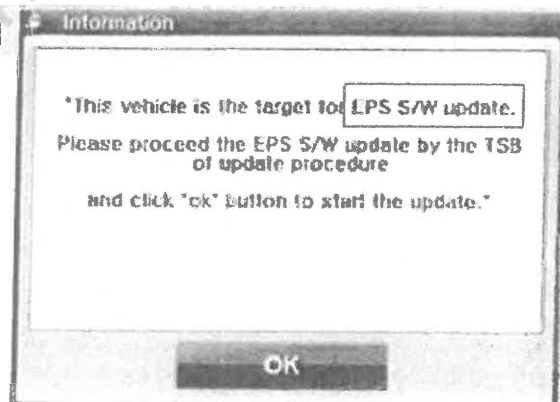 Information
"This vehicle is the target for EPS S/W update.
Please proceed the EPS S/W update by the TSB
of update procedure
and click "ok" button to start the update."
OK